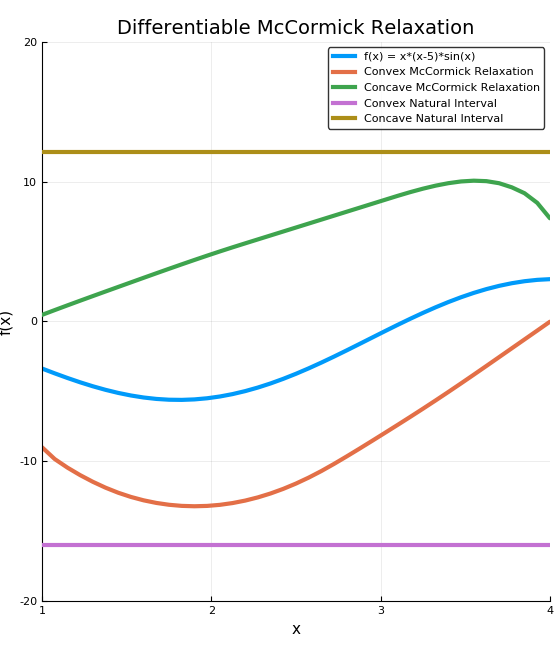 Differentiable McCormick Relaxation
20
10
0
-10
-20
f(x)
f(x) = x*(x-5)*sin(x)
Convex McCormick Relaxation
Concave McCormick Relaxation
Convex Natural Interval
Concave Natural Interval
1
2
3
4
x